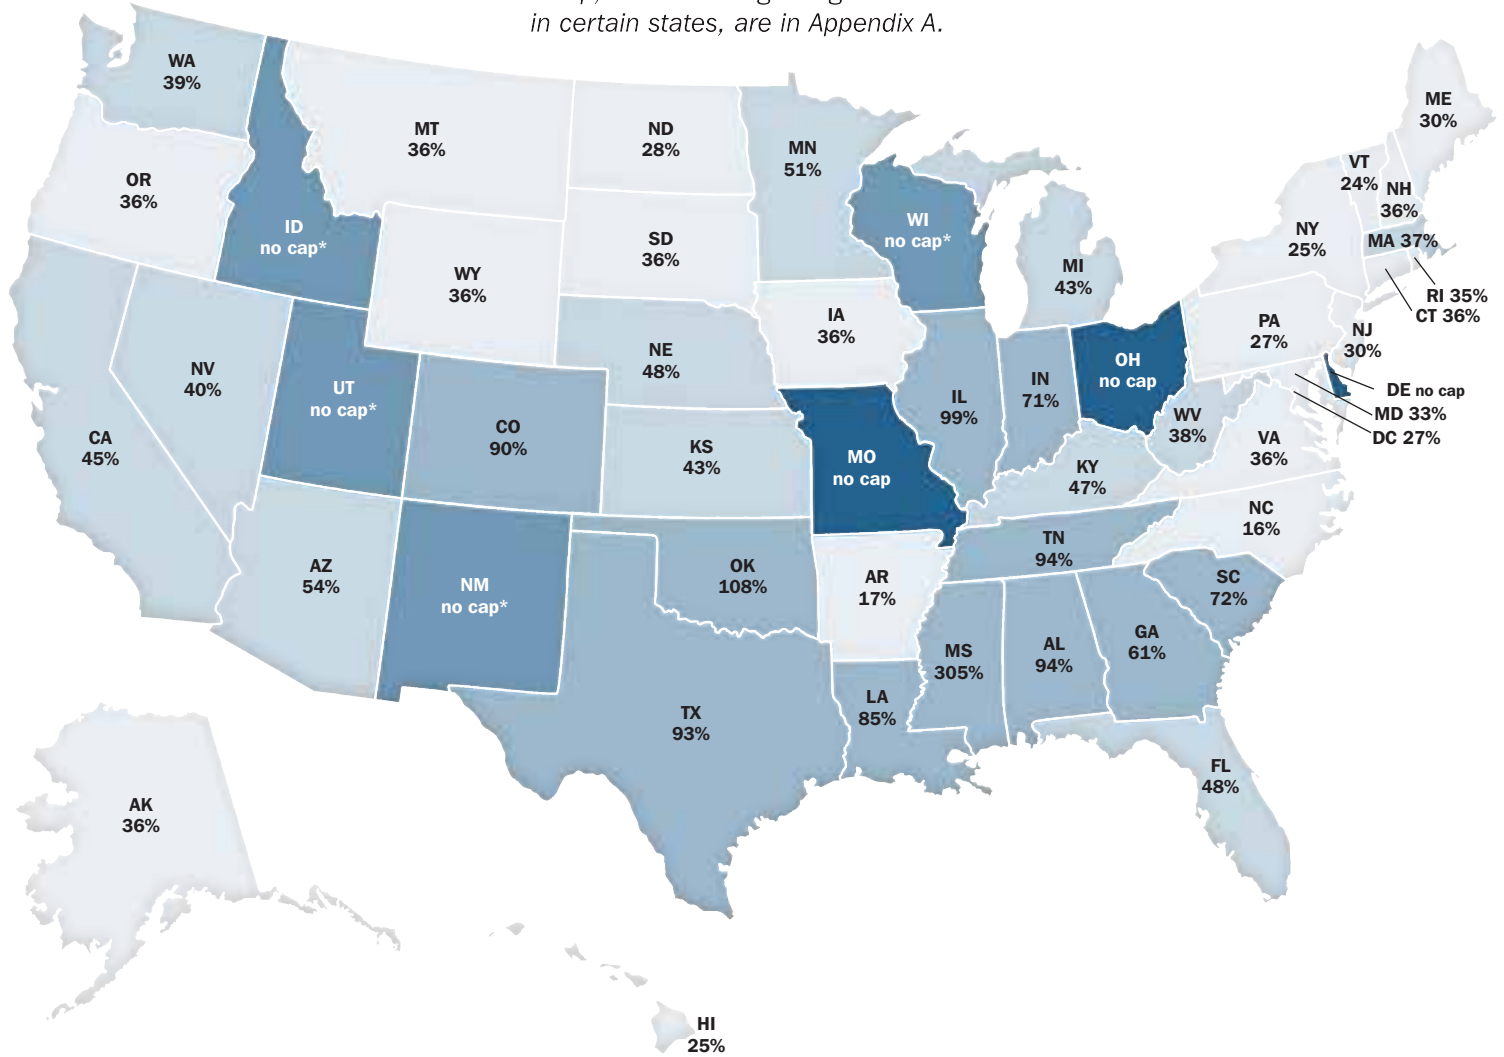 in certain states, are in Appendix A.
WA
39%
MT
36%
ND
28%
MN
51%
ME
30%
VT
24%
NH
36%
OR
36%
ID
no cap*
WI
no cap*
NY
25%
MA 37%
SD
36%
WY
36%
MI
43%
RI 35%
CT 36%
IA
36%
PA
27%
NJ
30%
NE
48%
NV
40%
UT
no cap*
OH
no cap
IN
71%
IL
99%
DE no cap
MD 33%
DC 27%
WV
38%
CO
90%
CA
45%
KS
43%
MO
no cap
KY
47%
VA
36%
NC
16%
TN
94%
AZ
54%
NM
no cap*
OK
108%
AR
17%
SC
72%
MS
305%
AL
94%
GA
61%
TX
93%
LA
85%
FL
48%
AK
36%
HI
25%